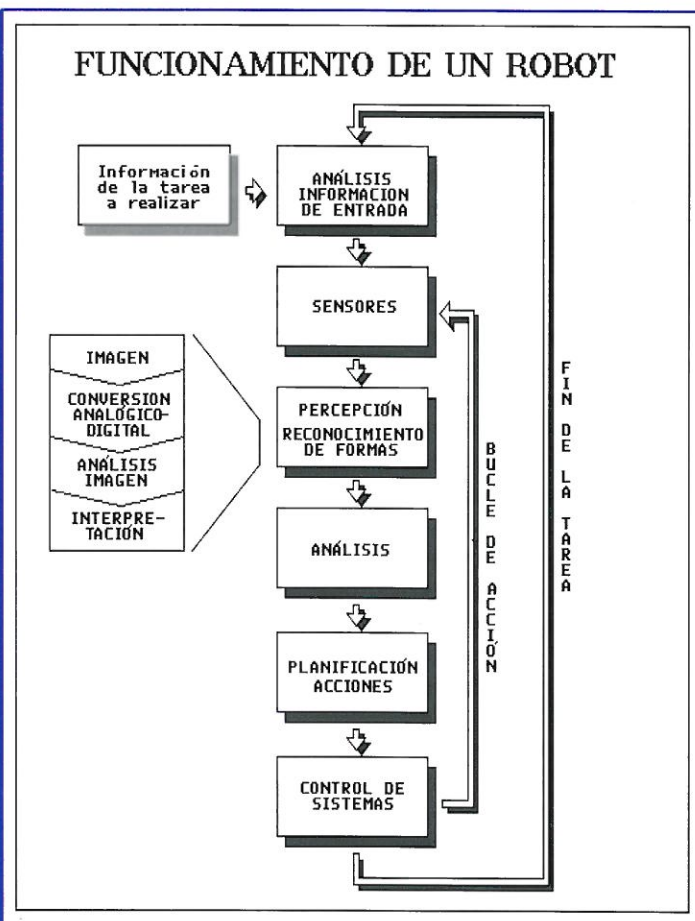 FUNCIONAMIENTO DE UN ROBOT
Información
de la tarea
a realizar
ANÁLISIS
INFORMACION
DE ENTRADA
SENSORES
IMAGEN
CONVERSION
ANALÓGICO-
DIGITAL
ANÁLISIS
IMAGEN
INTERPRE-
TACIÓN
PERCEPCIÓN
RECONOCIMIENTO
DE FORMAS
ANÁLISIS
PLANIFICACIÓN
ACCIONES
CONTROL DE
SISTEMAS
BUCLE DE ACCIÓN
FIN DE LA TAREA